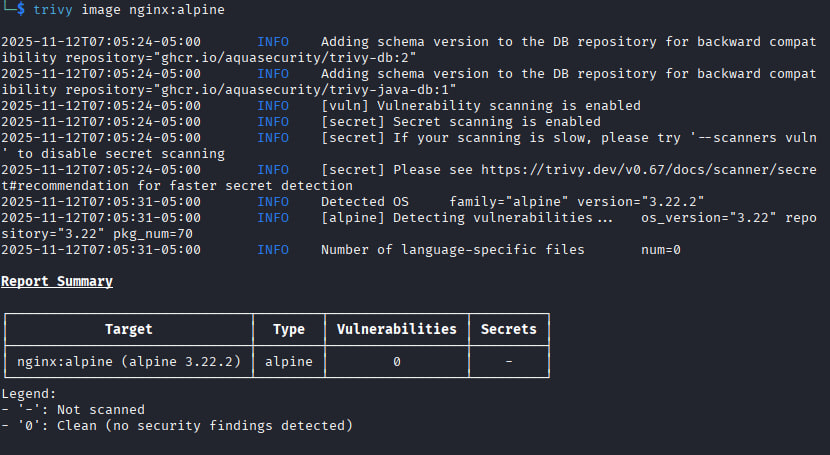 └─$ trivy image nginx:alpine
2025-11-12T07:05:24-05:00 INFO Adding schema version to the DB repository for backward compat
ibility repository="ghcr.io/aquasecurity/trivy-db:2"
2025-11-12T07:05:24-05:00 INFO Adding schema version to the DB repository for backward compat
ibility repository="ghcr.io/aquasecurity/trivy-java-db:1"
2025-11-12T07:05:24-05:00 INFO [vuln] Vulnerability scanning is enabled
2025-11-12T07:05:24-05:00 INFO [secret] Secret scanning is enabled
2025-11-12T07:05:24-05:00 INFO [secret] If your scanning is slow, please try '--scanners vuln
' to disable secret scanning
2025-11-12T07:05:24-05:00 INFO [secret] Please see https://trivy.dev/v0.67/docs/scanner/secre
t#recommendation for faster secret detection
2025-11-12T07:05:31-05:00 INFO Detected OS family="alpine" version="3.22.2"
2025-11-12T07:05:31-05:00 INFO [alpine] Detecting vulnerabilities... os_version="3.22" repo
sitory="3.22" pkg_num=70
2025-11-12T07:05:31-05:00 INFO Number of language-specific files num=0
Report Summary
Target Type Vulnerabilities Secrets
nginx:alpine (alpine 3.22.2) alpine 0 -
Legend:
- '-': Not scanned
- '0': Clean (no security findings detected)